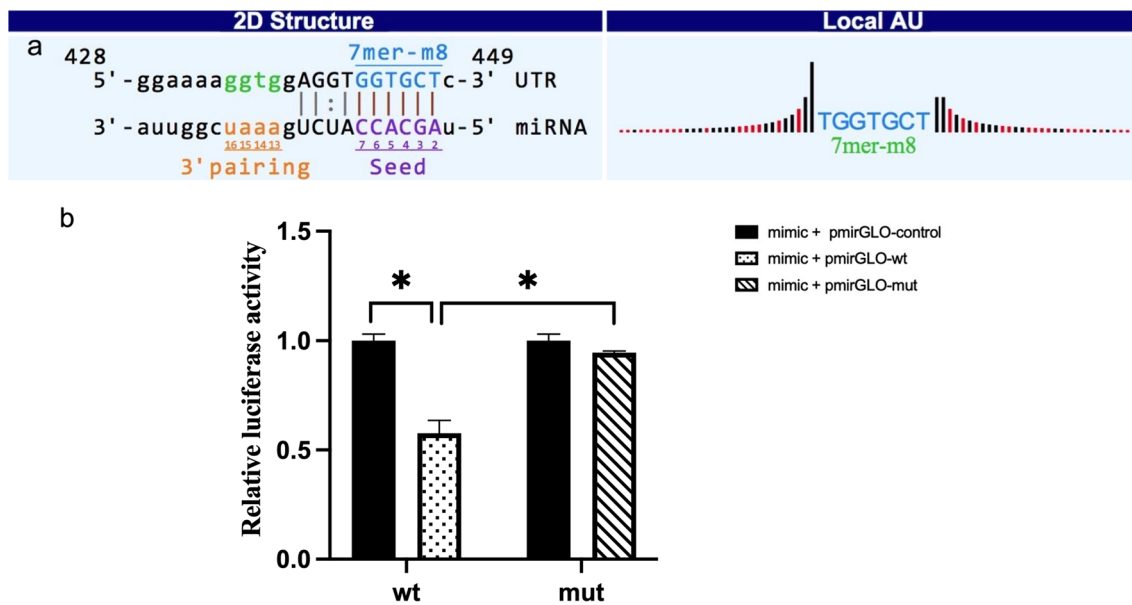 2D Structure
Local AU
a
428
7mer-m8
449
5'-ggaaaaggtggAGGTGGTGCTc-3' UTR
3'-auuggcuaaagUCUACCACGAu-5' miRNA
16 15 14 13
7 6 5 4 3 2
3'pairing
Seed
TGGTGCT
7mer-m8
b
Relative luciferase activity
1.5
1.0
0.5
0.0
*
*
wt
mut
mimic + pmirGLO-control
mimic + pmirGLO-wt
mimic + pmirGLO-mut